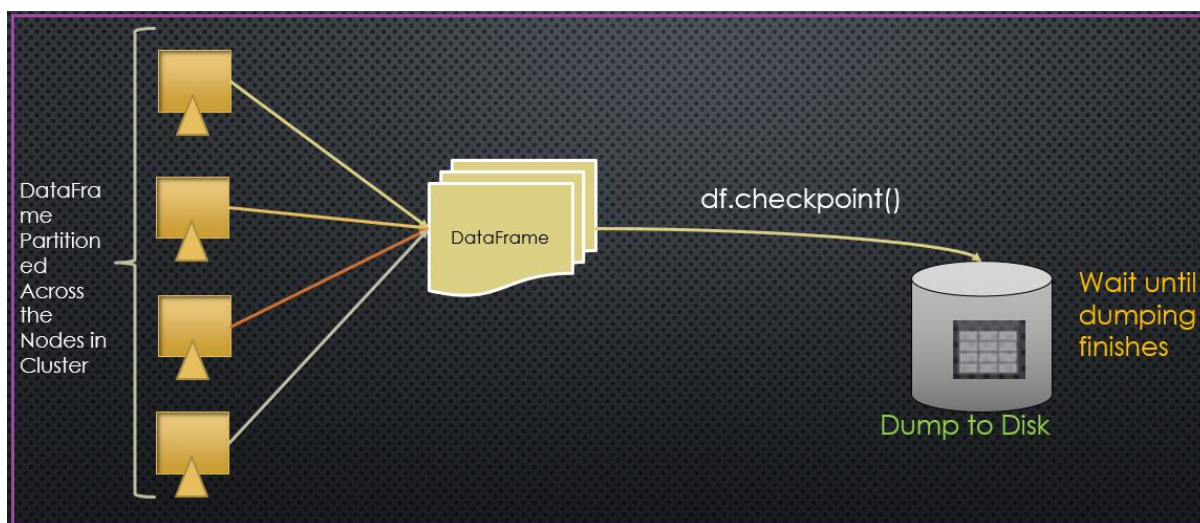 DataFra
me
Partition
ed
Across
the
Nodes in
Cluster
DataFrame
df.checkpoint()
Wait until
dumping
finishes
Dump to Disk